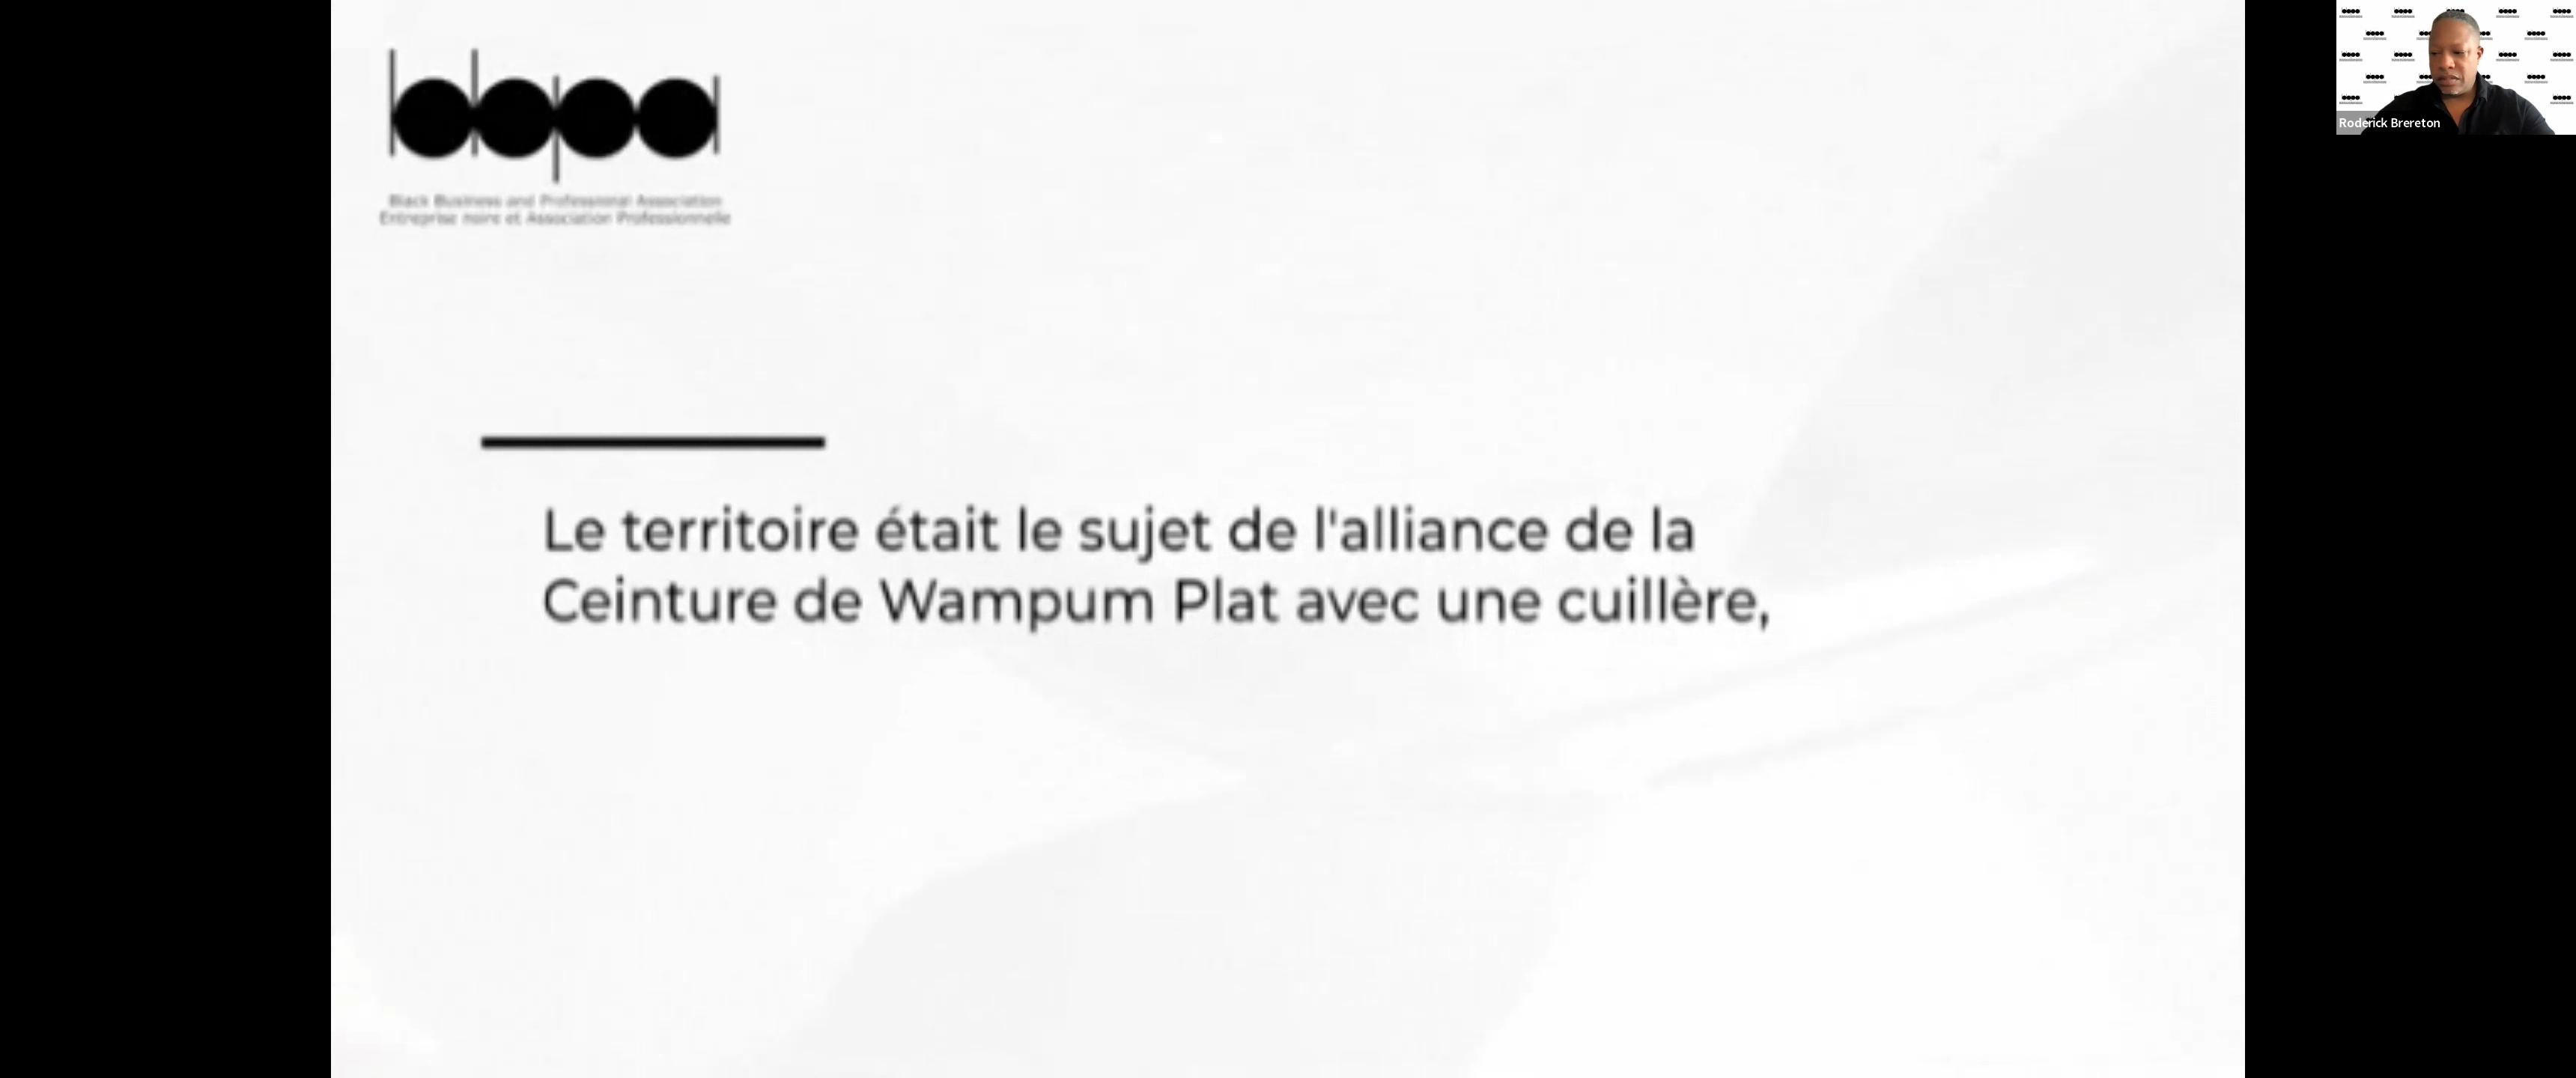 bbpa
Black Business and Professional Association
Entreprise noire et Association Professionnelle
Le territoire était le sujet de l'alliance de la
Ceinture de Wampum Plat avec une cuillère,
Roderick Brereton